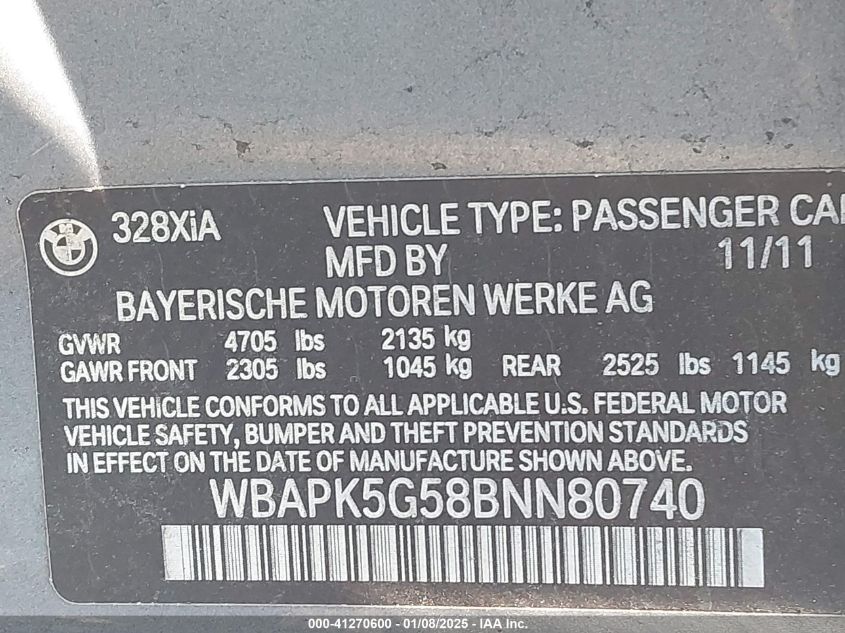 328XiA VEHICLE TYPE: PASSENGER CAR
MFD BY 11/11
BAYERISCHE MOTOREN WERKE AG
GVWR 4705 lbs 2135 kg
GAWR FRONT 2305 lbs 1045 kg REAR 2525 lbs 1145 kg
THIS VEHICLE CONFORMS TO ALL APPLICABLE U.S. FEDERAL MOTOR
VEHICLE SAFETY, BUMPER AND THEFT PREVENTION STANDARDS
IN EFFECT ON THE DATE OF MANUFACTURE SHOWN ABOVE.
WBAPK5G58BNN80740
000-41270600 - 01/08/2025 - IAA Inc.